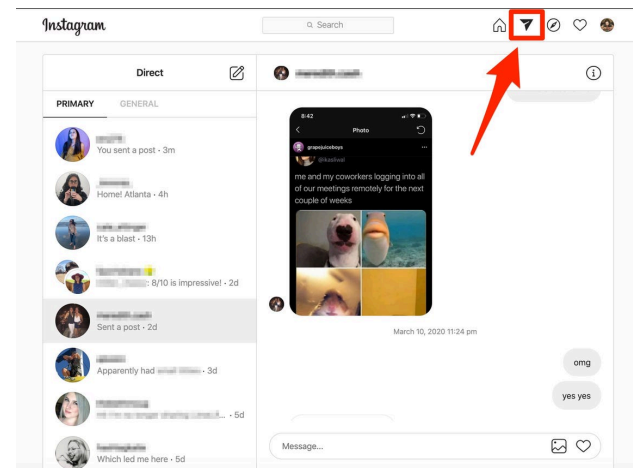 Instagram
Search
Direct
PRIMARY
GENERAL
You sent a post · 3m
Home! Atlanta · 4h
It's a blast · 13h
: 8/10 is impressive! · 2d
Sent a post · 2d
Apparently had · 3d
· 5d
Which led me here · 5d
8:42
Photo
grapejuiceboys
@ikasliwal
me and my coworkers logging into all
of our meetings remotely for the next
couple of weeks
March 10, 2020 11:24 pm
omg
yes yes
Message...